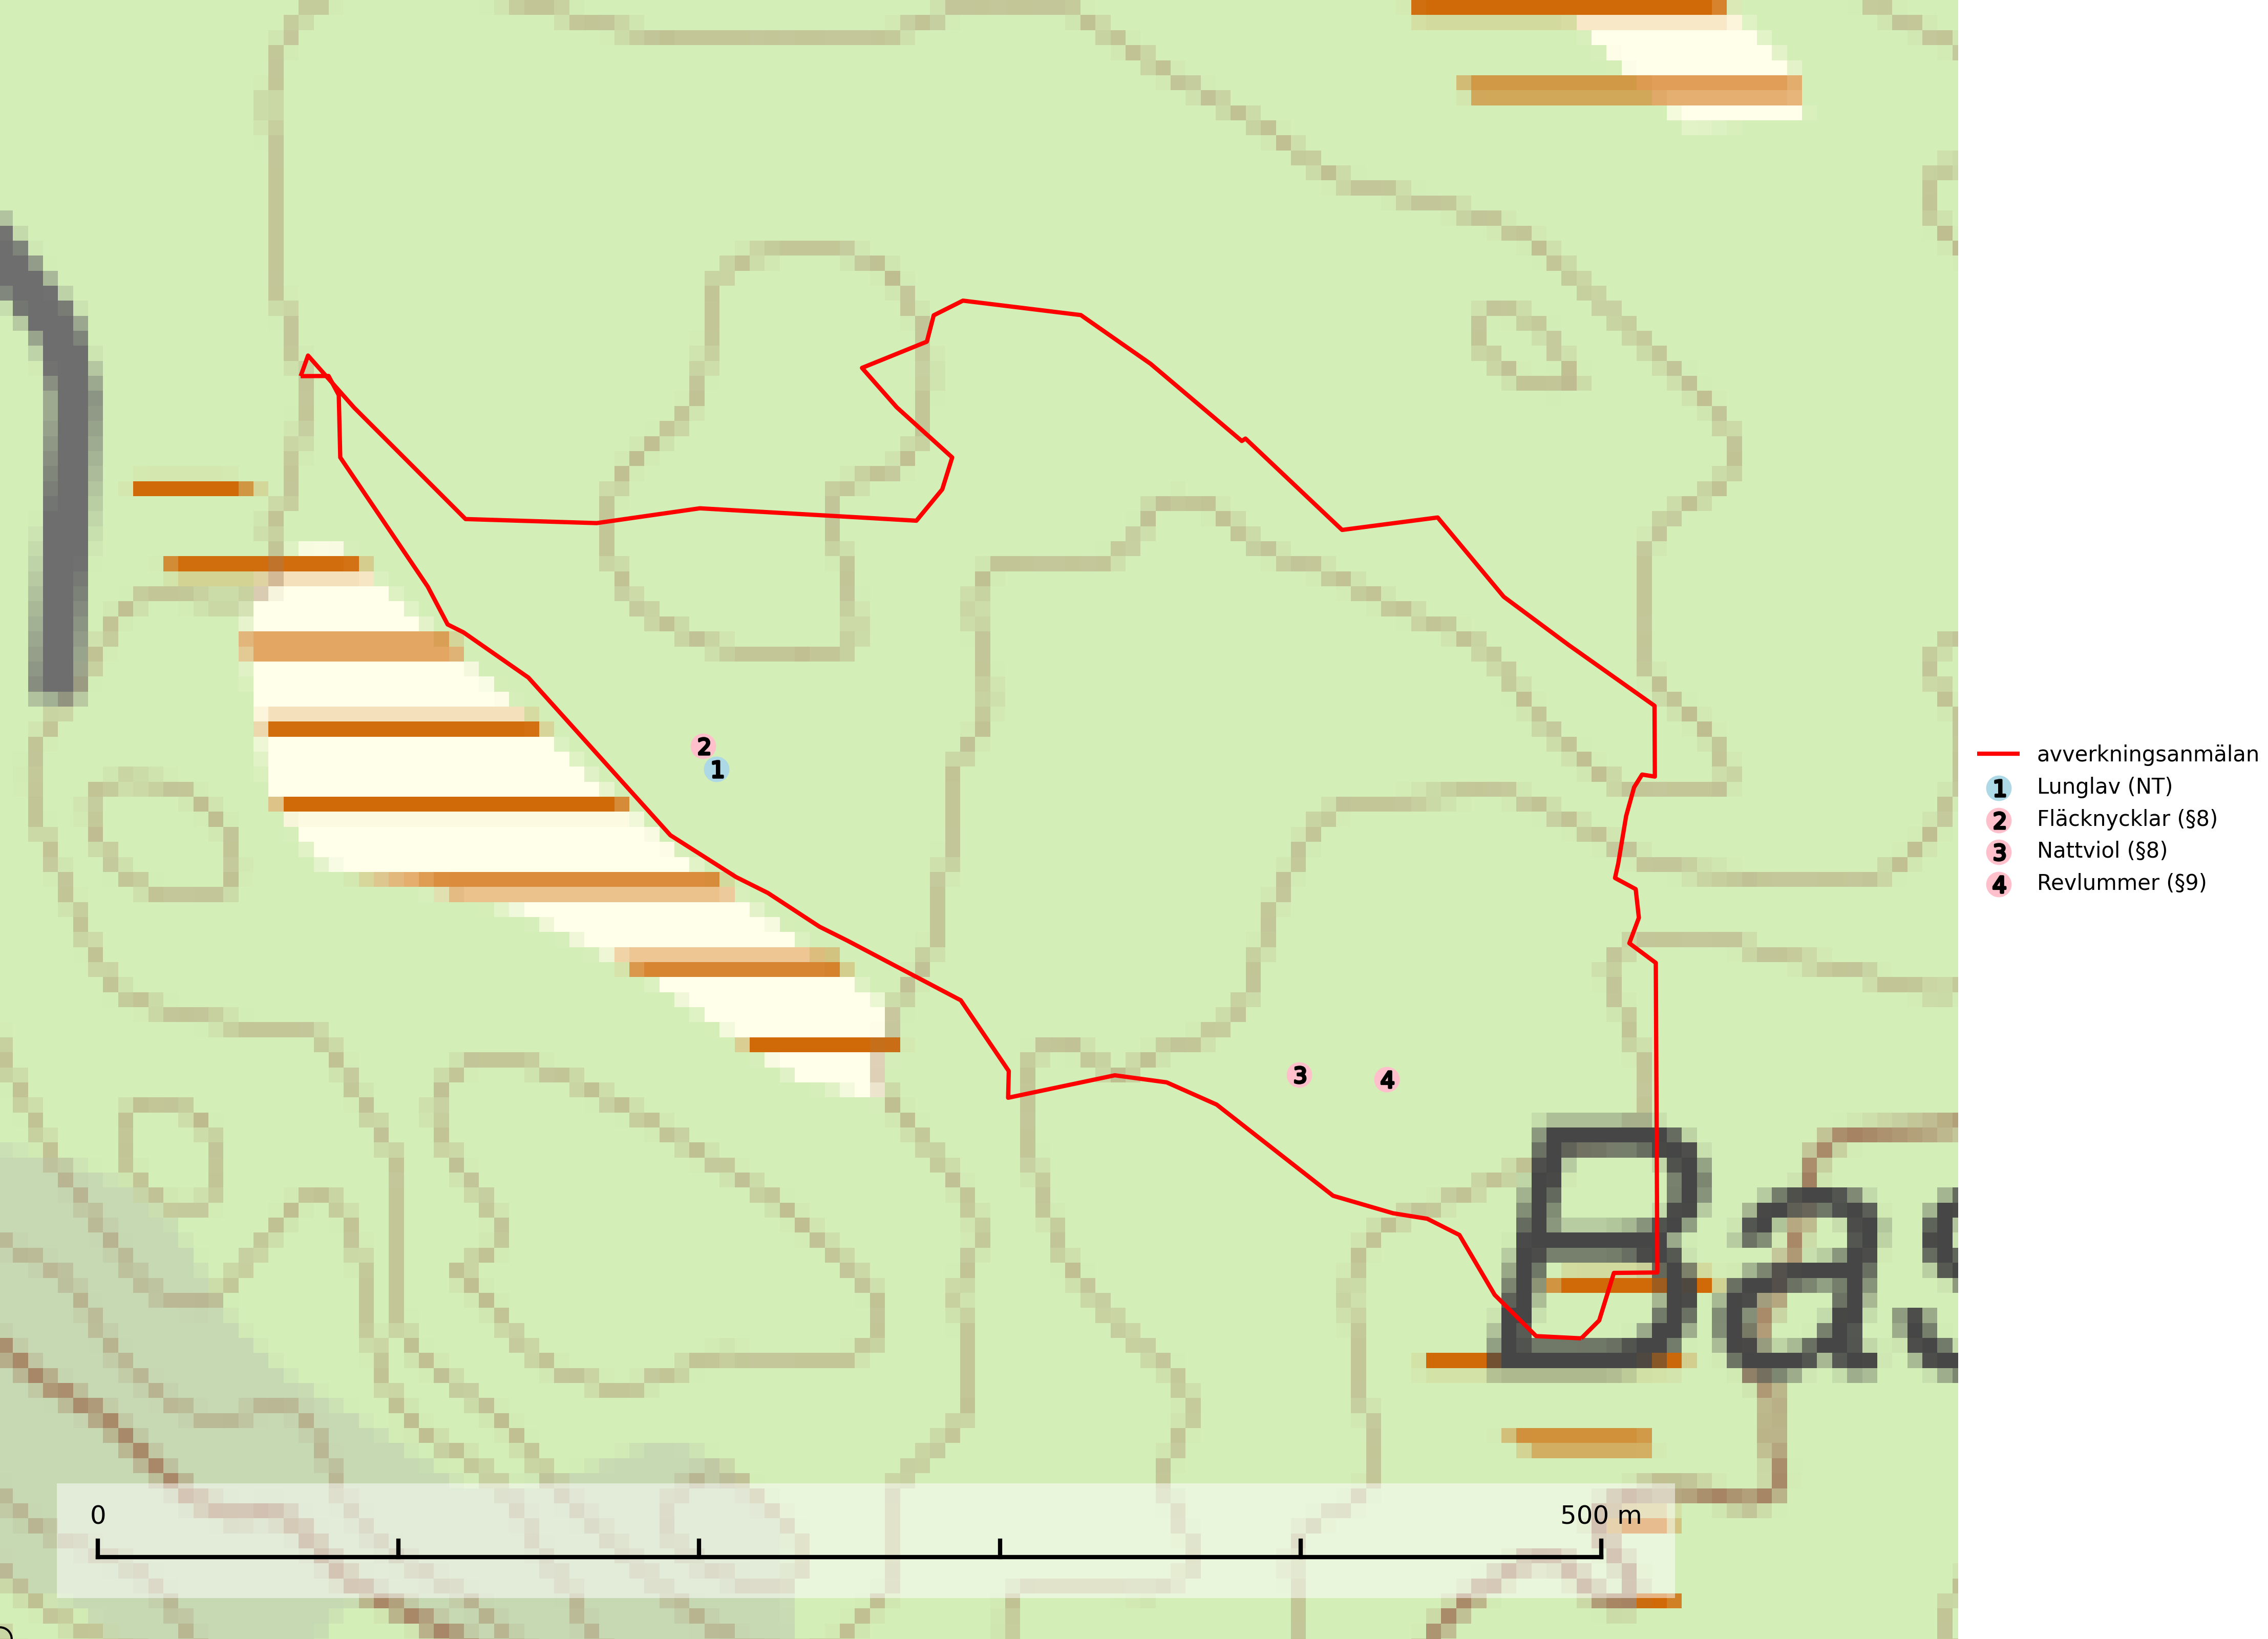 avverkningsanmälan
1 Lunglav (NT)
2 Fläcknycklar (§8)
3 Nattviol (§8)
4 Revlummer (§9)
2
1
3
4
Ba
0
500 m